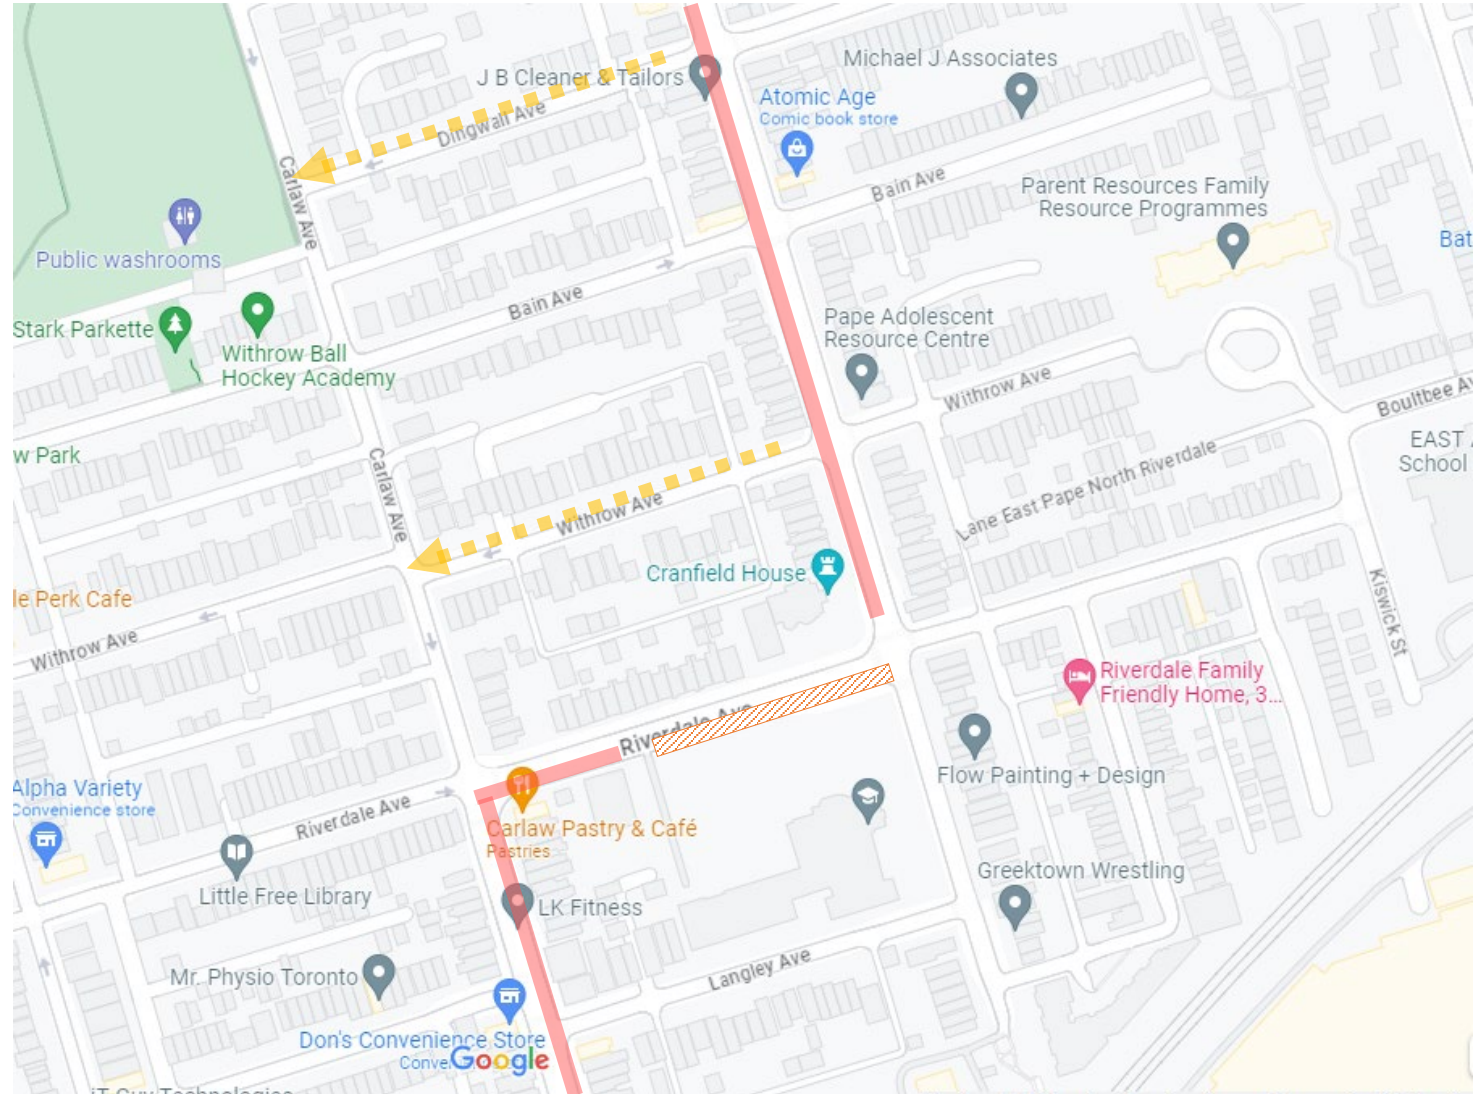 Michael J Associates
J B Cleaner & Tailors
Atomic Age
Comic book store
Dingwall Ave
Carlaw Ave
Bain Ave
Parent Resources Family
Resource Programmes
Public washrooms
Bat
Bain Ave
Stark Parkette
Withrow Ball
Hockey Academy
Pape Adolescent
Resource Centre
Withrow Ave
Boultbee Av
w Park
EAST
School
Carlaw Ave
Lane East Pape North Riverdale
Withrow Ave
Cranfield House
le Perk Cafe
Kiswick St
Withrow Ave
Riverdale Family
Friendly Home, 3...
Riverdale Ave
Flow Painting + Design
Alpha Variety
Convenience store
Riverdale Ave
Carlaw Pastry & Café
Pastries
Greektown Wrestling
Little Free Library
LK Fitness
Langley Ave
Mr. Physio Toronto
Don's Convenience Store
Conve
Google
iT Guy Technologies